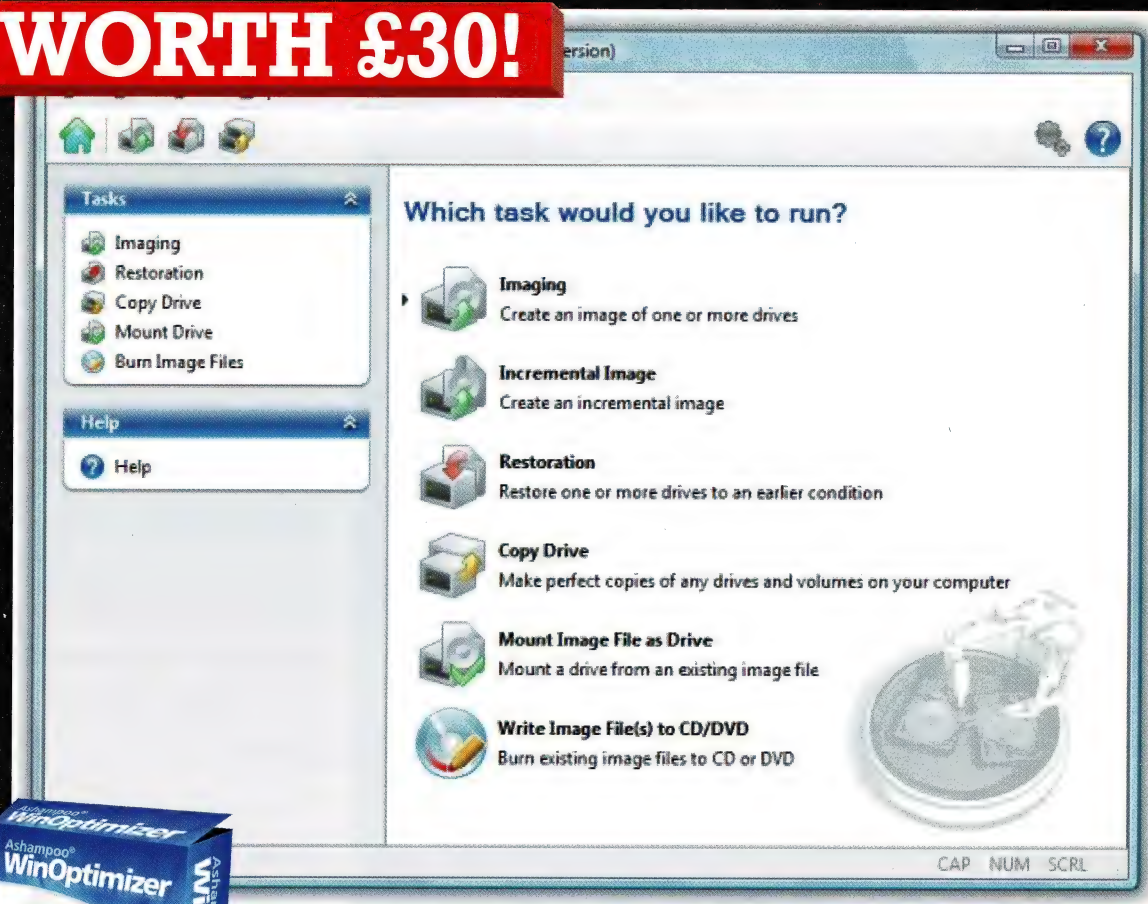 WORTH £30!
ersion)
Tasks
Imaging
Restoration
Copy Drive
Mount Drive
Burn Image Files
Help
Help
Which task would you like to run?
Imaging
Create an image of one or more drives
Incremental Image
Create an incremental image
Restoration
Restore one or more drives to an earlier condition
Copy Drive
Make perfect copies of any drives and volumes on your computer
Mount Image File as Drive
Mount a drive from an existing image file
Write Image File(s) to CD/DVD
Burn existing image files to CD or DVD
CAP NUM SCRL
Ashampoo®
WinOptimizer
Ashampoo®
WinOptimizer